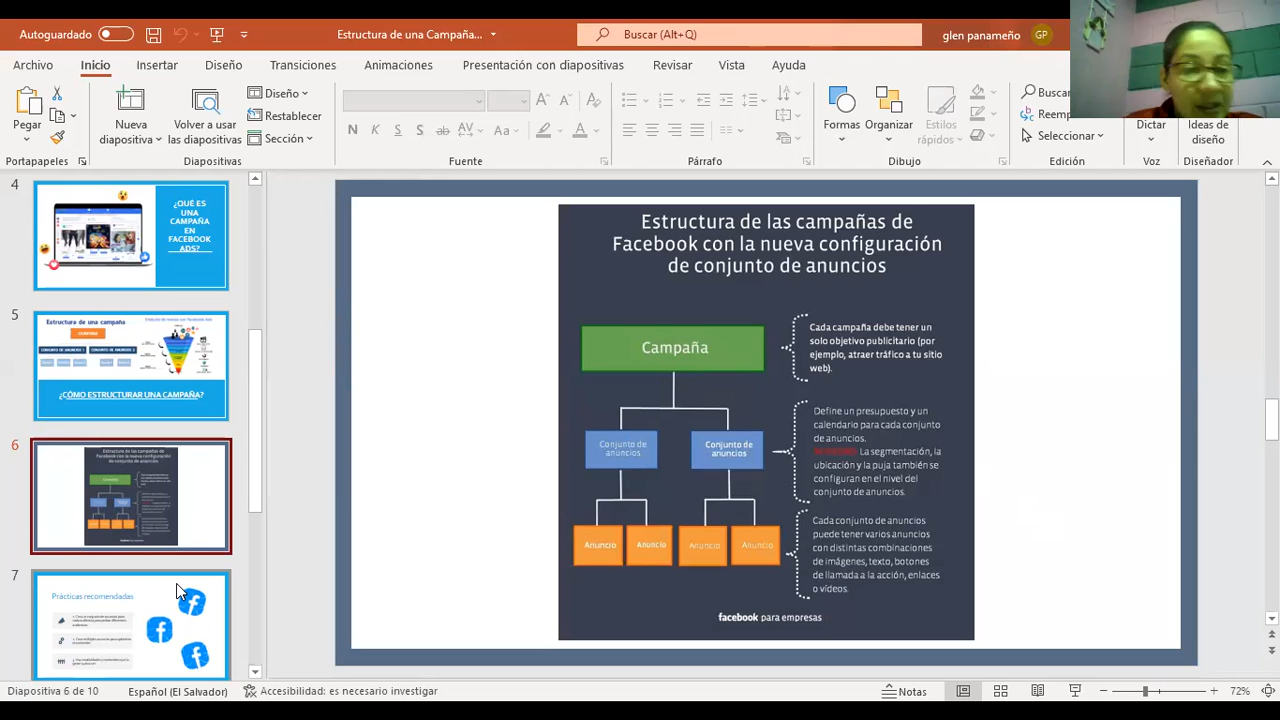 Autoguardado
Estructura de una Campaña...
Buscar (Alt+Q)
glen panameño
GP
Archivo
Inicio
Insertar
Diseño
Transiciones
Animaciones
Presentación con diapositivas
Revisar
Vista
Ayuda
Pegar
Nueva diapositiva
Volver a usar las diapositivas
Diseño
Restablecer
Sección
Formas
Organizar
Estilos rápidos
Buscar
Reemp
Seleccionar
Dictar
Ideas de diseño
Portapapeles
Diapositivas
Fuente
Párrafo
Dibujo
Edición
Voz
Diseñador
4
¿QUÉ ES
UNA
CAMPAÑA
EN
FACEBOOK
ADS?
5
Estructura de una campaña
¿CÓMO ESTRUCTURAR UNA CAMPAÑA?
6
7
Prácticas recomendadas
Estructura de las campañas de
Facebook con la nueva configuración
de conjunto de anuncios
Campaña
Cada campaña debe tener un
solo objetivo publicitario (por
ejemplo, atraer tráfico a tu sitio
web).
Conjunto de
anuncios
Conjunto de
anuncios
Define un presupuesto y un
calendario para cada conjunto
de anuncios.
La segmentación, la
ubicación y la puja también se
configuran en el nivel del
conjunto de anuncios.
Anuncio
Anuncio
Anuncio
Anuncio
Cada conjunto de anuncios
puede tener varios anuncios
con distintas combinaciones
de imágenes, texto, botones
de llamada a la acción, enlaces
o vídeos.
facebook para empresas
Diapositiva 6 de 10
Español (El Salvador)
Accesibilidad: es necesario investigar
Notas
72%